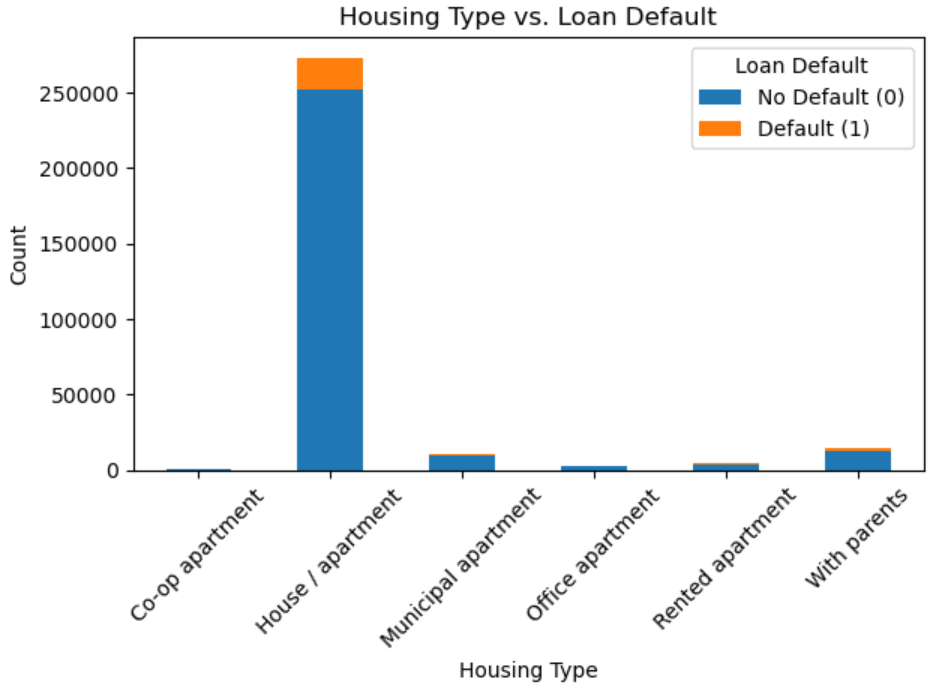 Housing Type vs. Loan Default
Loan Default
No Default (0)
Default (1)
Count
250000
200000
150000
100000
50000
0
Co-op apartment
House / apartment
Municipal apartment
Office apartment
Rented apartment
With parents
Housing Type